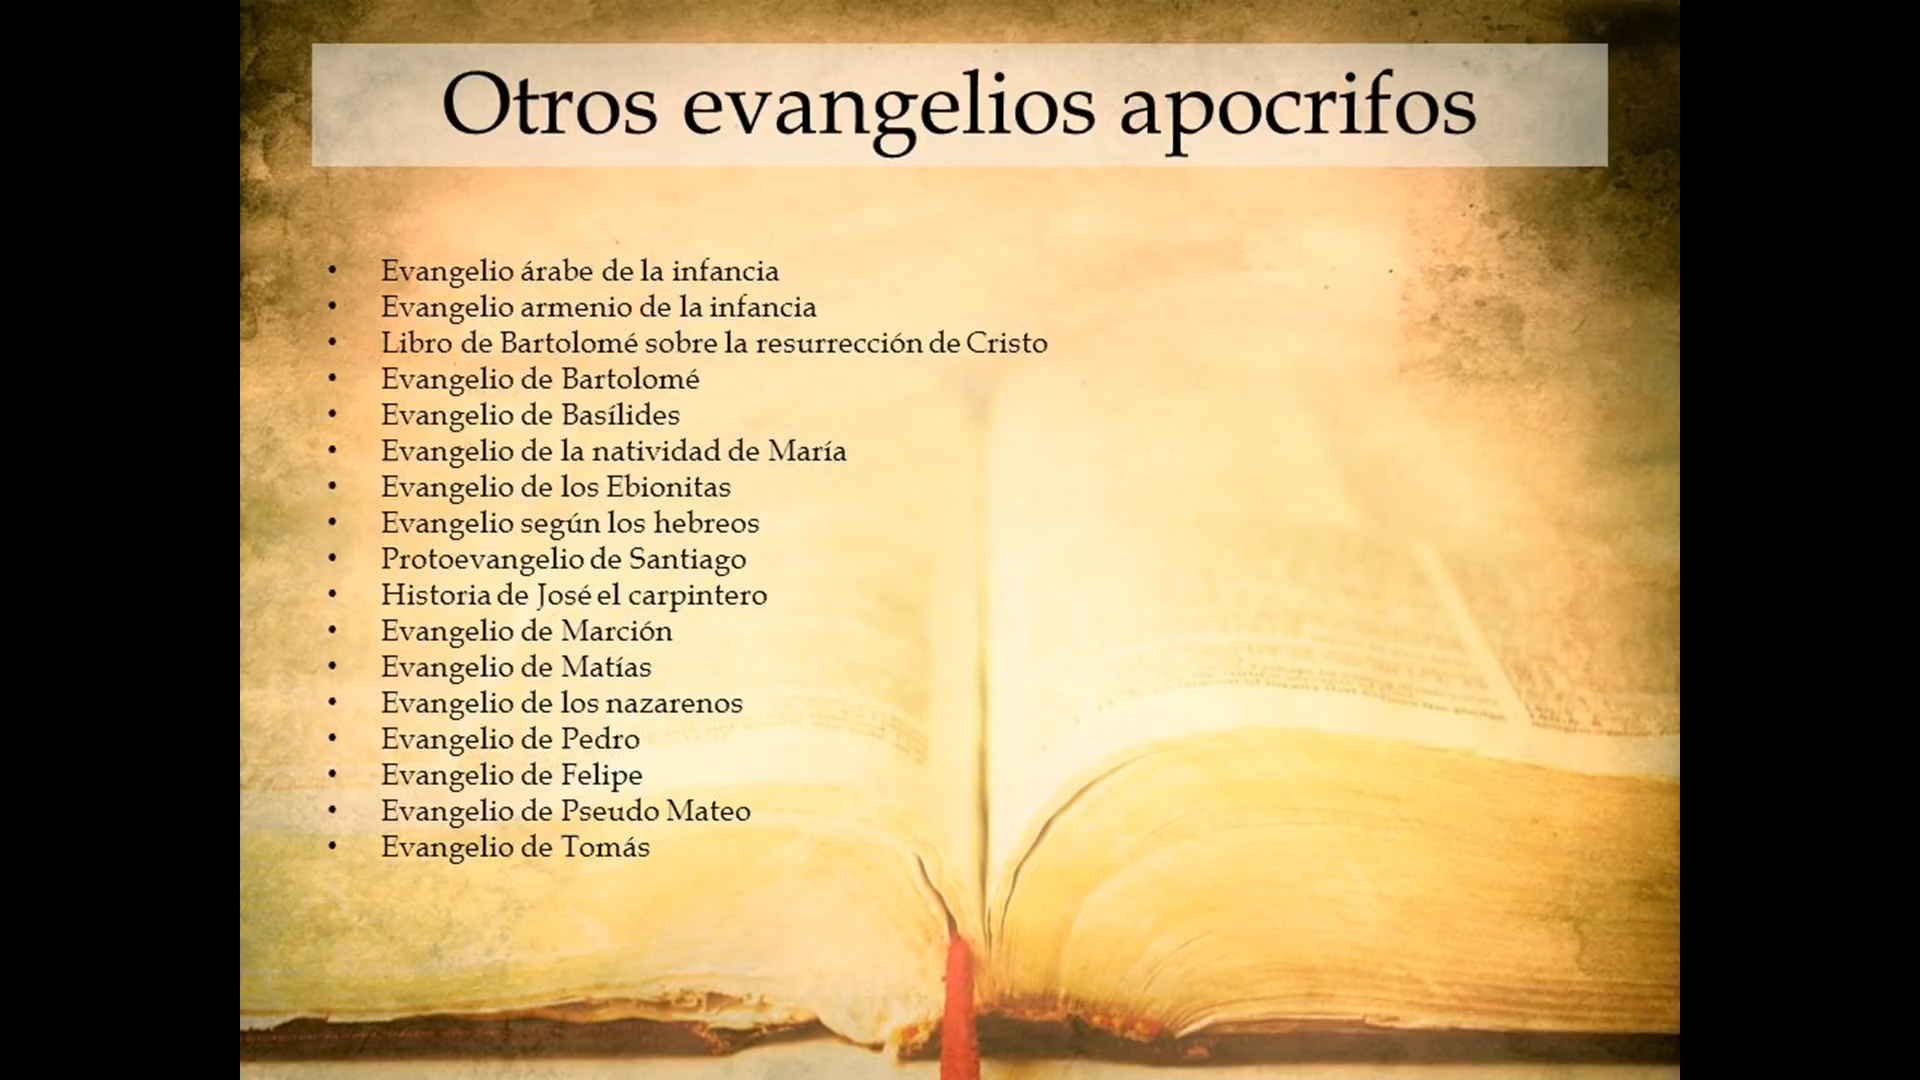 Otros evangelios apocrifos
• Evangelio árabe de la infancia
• Evangelio armenio de la infancia
• Libro de Bartolomé sobre la resurrección de Cristo
• Evangelio de Bartolomé
• Evangelio de Basílides
• Evangelio de la natividad de María
• Evangelio de los Ebionitas
• Evangelio según los hebreos
• Protoevangelio de Santiago
• Historia de José el carpintero
• Evangelio de Marción
• Evangelio de Matías
• Evangelio de los nazarenos
• Evangelio de Pedro
• Evangelio de Felipe
• Evangelio de Pseudo Mateo
• Evangelio de Tomás